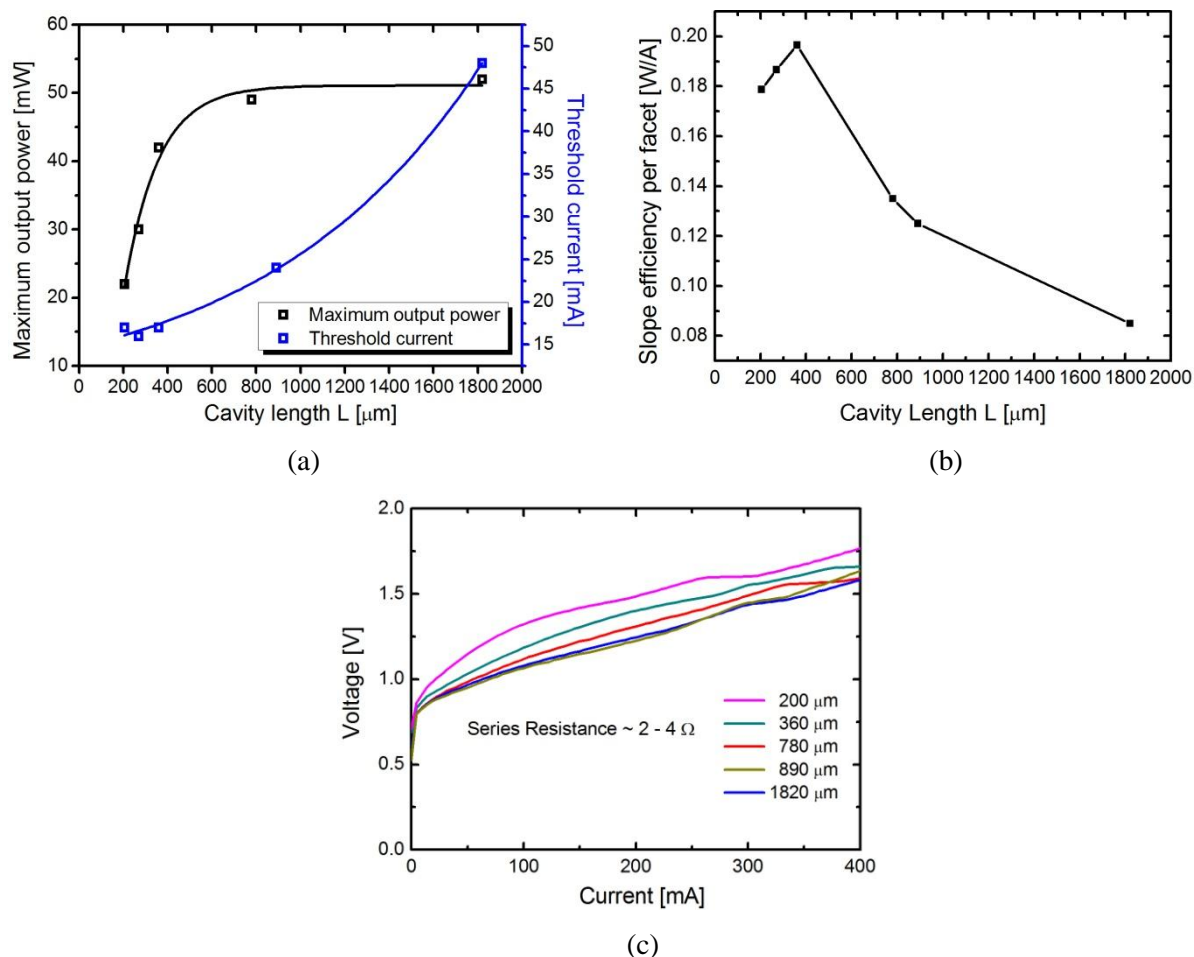 Maximum output power [mW]
60
50
40
30
20
10
50
45
40
35
30
25
20
15
Threshold current [mA]
Maximum output power
Threshold current
0 200 400 600 800 1000 1200 1400 1600 1800 2000
Cavity length L [μm]
(a)
Slope efficiency per facet [W/A]
0.20
0.18
0.16
0.14
0.12
0.10
0.08
0 200 400 600 800 1000 1200 1400 1600 1800 2000
Cavity Length L [μm]
(b)
Voltage [V]
2.0
1.5
1.0
0.5
0.0
Series Resistance ~ 2 - 4 Ω
200 μm
360 μm
780 μm
890 μm
1820 μm
0 100 200 300 400
Current [mA]
(c)